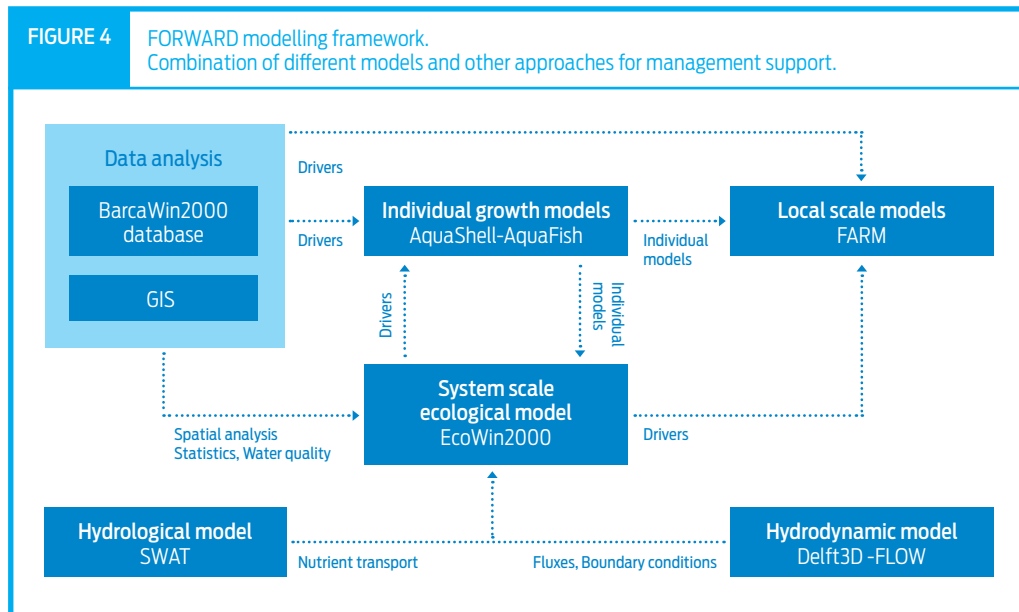 FIGURE 4
FORWARD modelling framework.
Combination of different models and other approaches for management support.
Data analysis
BarcaWin2000
database
GIS
Drivers
Drivers
Individual growth models
AquaShell-AquaFish
Individual
models
Local scale models
FARM
Drivers
Individual
models
Spatial analysis
Statistics, Water quality
System scale
ecological model
EcoWin2000
Drivers
Hydrological model
SWAT
Nutrient transport
Fluxes, Boundary conditions
Hydrodynamic model
Delft3D -FLOW